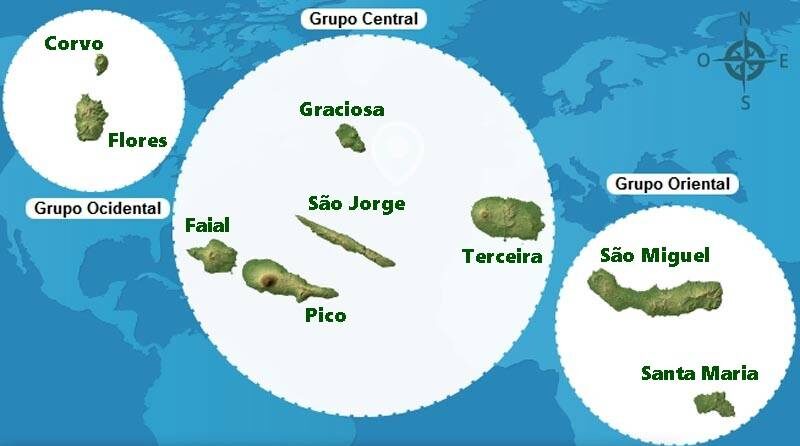 Grupo Central
Corvo
Flores
Grupo Ocidental
Graciosa
São Jorge
Faial
Pico
Terceira
N
O
E
S
Grupo Oriental
São Miguel
Santa Maria